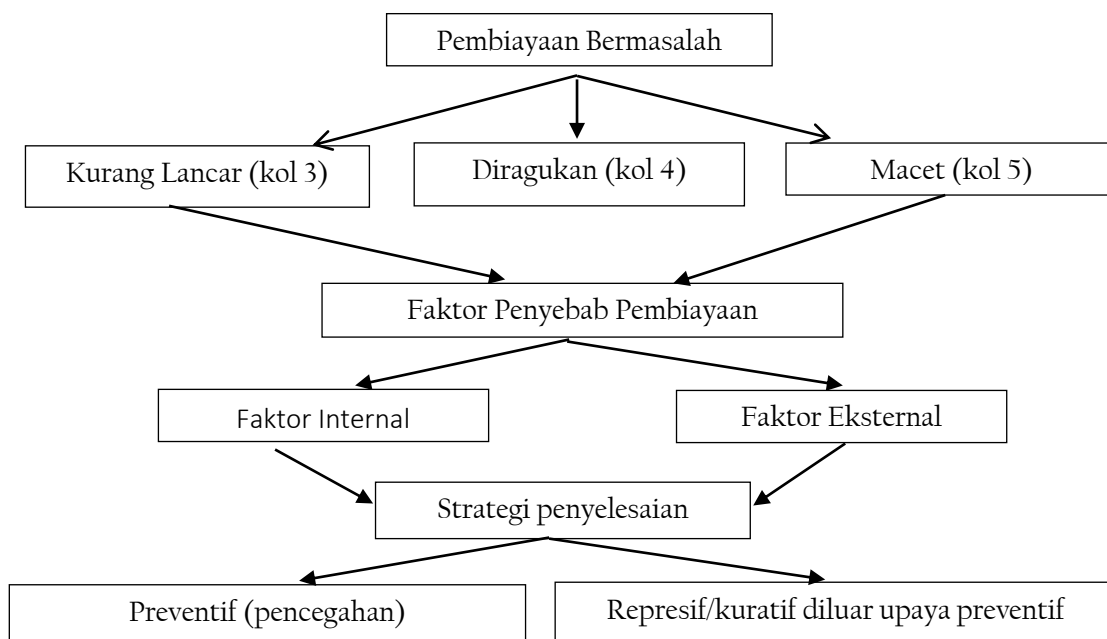 Pembiayaan Bermasalah
Kurang Lancar (kol 3)
Diragukan (kol 4)
Macet (kol 5)
Faktor Penyebab Pembiayaan
Faktor Internal
Faktor Eksternal
Strategi penyelesaian
Preventif (pencegahan)
Represif/kuratif diluar upaya preventif